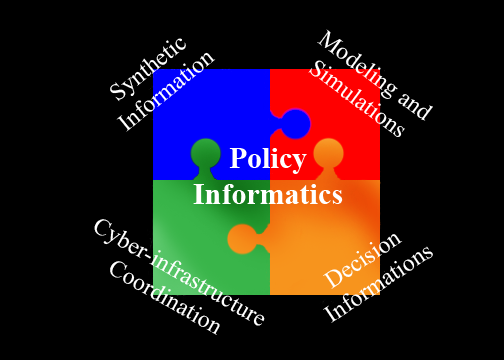 Synthetic
Information
Modeling and
Simulations
Policy
Informatics
Cyber-infrastructure
Coordination
Decision
Informations